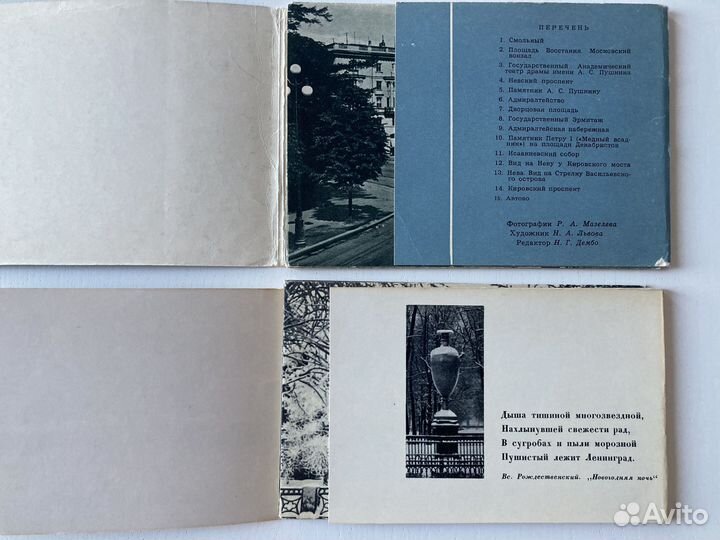 ПЕРЕЧЕНЬ
1. Смольный
2. Площадь Восстания. Московский
вокзал
3. Государственный Академический
театр драмы имени А. С. Пушкина
4. Невский проспект
5. Памятник А. С. Пушкину
6. Адмиралтейство
7. Дворцовая площадь
8. Государственный Эрмитаж
9. Адмиралтейская набережная
10. Памятник Петру I («Медный всад-
ник») на площади Декабристов
11. Исаакиевский собор
12. Вид на Неву у Кировского моста
13. Нева. Вид на Стрелку Васильевско-
го острова
14. Кировский проспект
15. Автово
Фотографии Р. А. Мазелева
Художник Н. А. Львова
Редактор Н. Г. Дембо
Дыша тишиной многозвездной,
Нахлынувшей свежести рад,
В сугробах и пыли морозной
Пушистый лежит Ленинград.
Вс. Рождественский. „Новогодняя ночь“
Avito